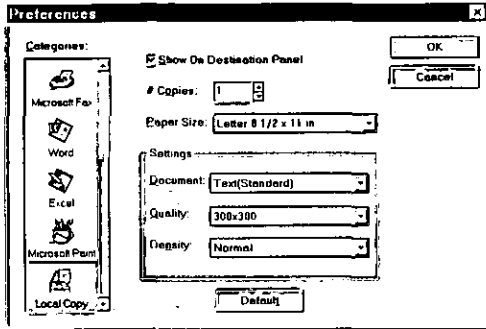 Preferences
Categories:
Microsoft Fax
Word
Excel
Microsoft Paint
Local Copy
Show On Destination Panel
# Copies: 1
Paper Size: Letter 8 1/2 x 11 in
Settings
Document: Text(Standard)
Quality: 300x300
Density: Normal
Default
OK
Cancel